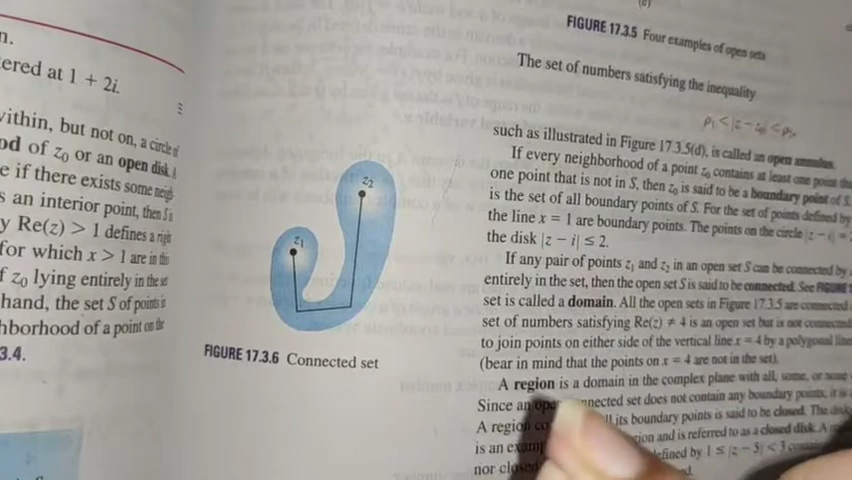 n.
ered at 1 + 2i.
within, but not on, a circle of
od of z₀ or an open disk. A
e if there exists some neigh
s an interior point, then S is
y Re(z) > 1 defines a righ
for which x > 1 are in thi
f z₀ lying entirely in the set
hand, the set S of points in
hborhood of a point on the
3.4.
z₂
z₁
FIGURE 17.3.6 Connected set
(c)
FIGURE 17.3.5 Four examples of open sets
The set of numbers satisfying the inequality
ρ₁ < |z − z₀| < ρ₂,
such as illustrated in Figure 17.3.5(d), is called an open annulus.
If every neighborhood of a point z₀ contains at least one point tha
one point that is not in S, then z₀ is said to be a boundary point of S.
is the set of all boundary points of S. For the set of points defined by
the line x = 1 are boundary points. The points on the circle |z − i| =
the disk |z − i| ≤ 2.
If any pair of points z₁ and z₂ in an open set S can be connected by
entirely in the set, then the open set S is said to be connected. See FIGURE
set is called a domain. All the open sets in Figure 17.3.5 are connected
set of numbers satisfying Re(z) ≠ 4 is an open set but is not connected
to join points on either side of the vertical line x = 4 by a polygonal line
(bear in mind that the points on x = 4 are not in the set).
A region is a domain in the complex plane with all, some, or none
Since an open connected set does not contain any boundary points, it is
A region co all its boundary points is said to be closed. The disk
is an examp gion and is referred to as a closed disk. A
nor closed defined by 1 ≤ |z − 5| < 3 contain